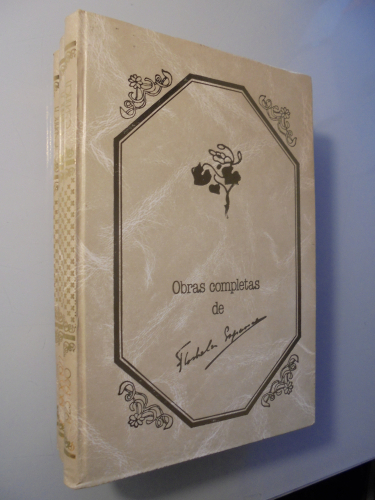 Obras completas
de
Florbela Espanca